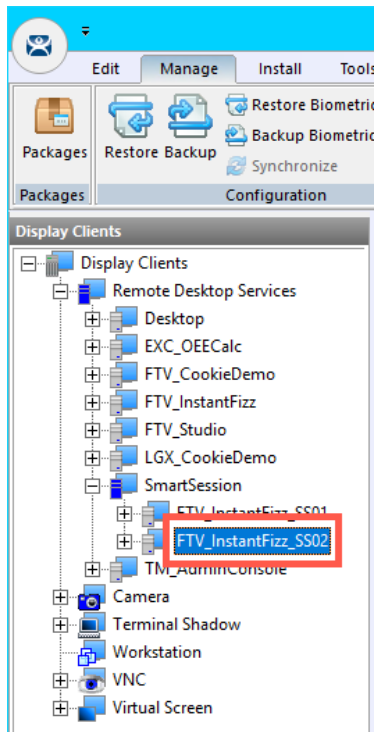 Edit Manage Install Tools
Restore Biometric
Backup Biometric
Packages Restore Backup Synchronize
Packages Configuration
Display Clients
Display Clients
Remote Desktop Services
Desktop
EXC_OEECalc
FTV_CookieDemo
FTV_InstantFizz
FTV_Studio
LGX_CookieDemo
SmartSession
FTV_InstantFizz_SS01
FTV_InstantFizz_SS02
TM_AdminConsole
Camera
Terminal Shadow
Workstation
VNC
Virtual Screen